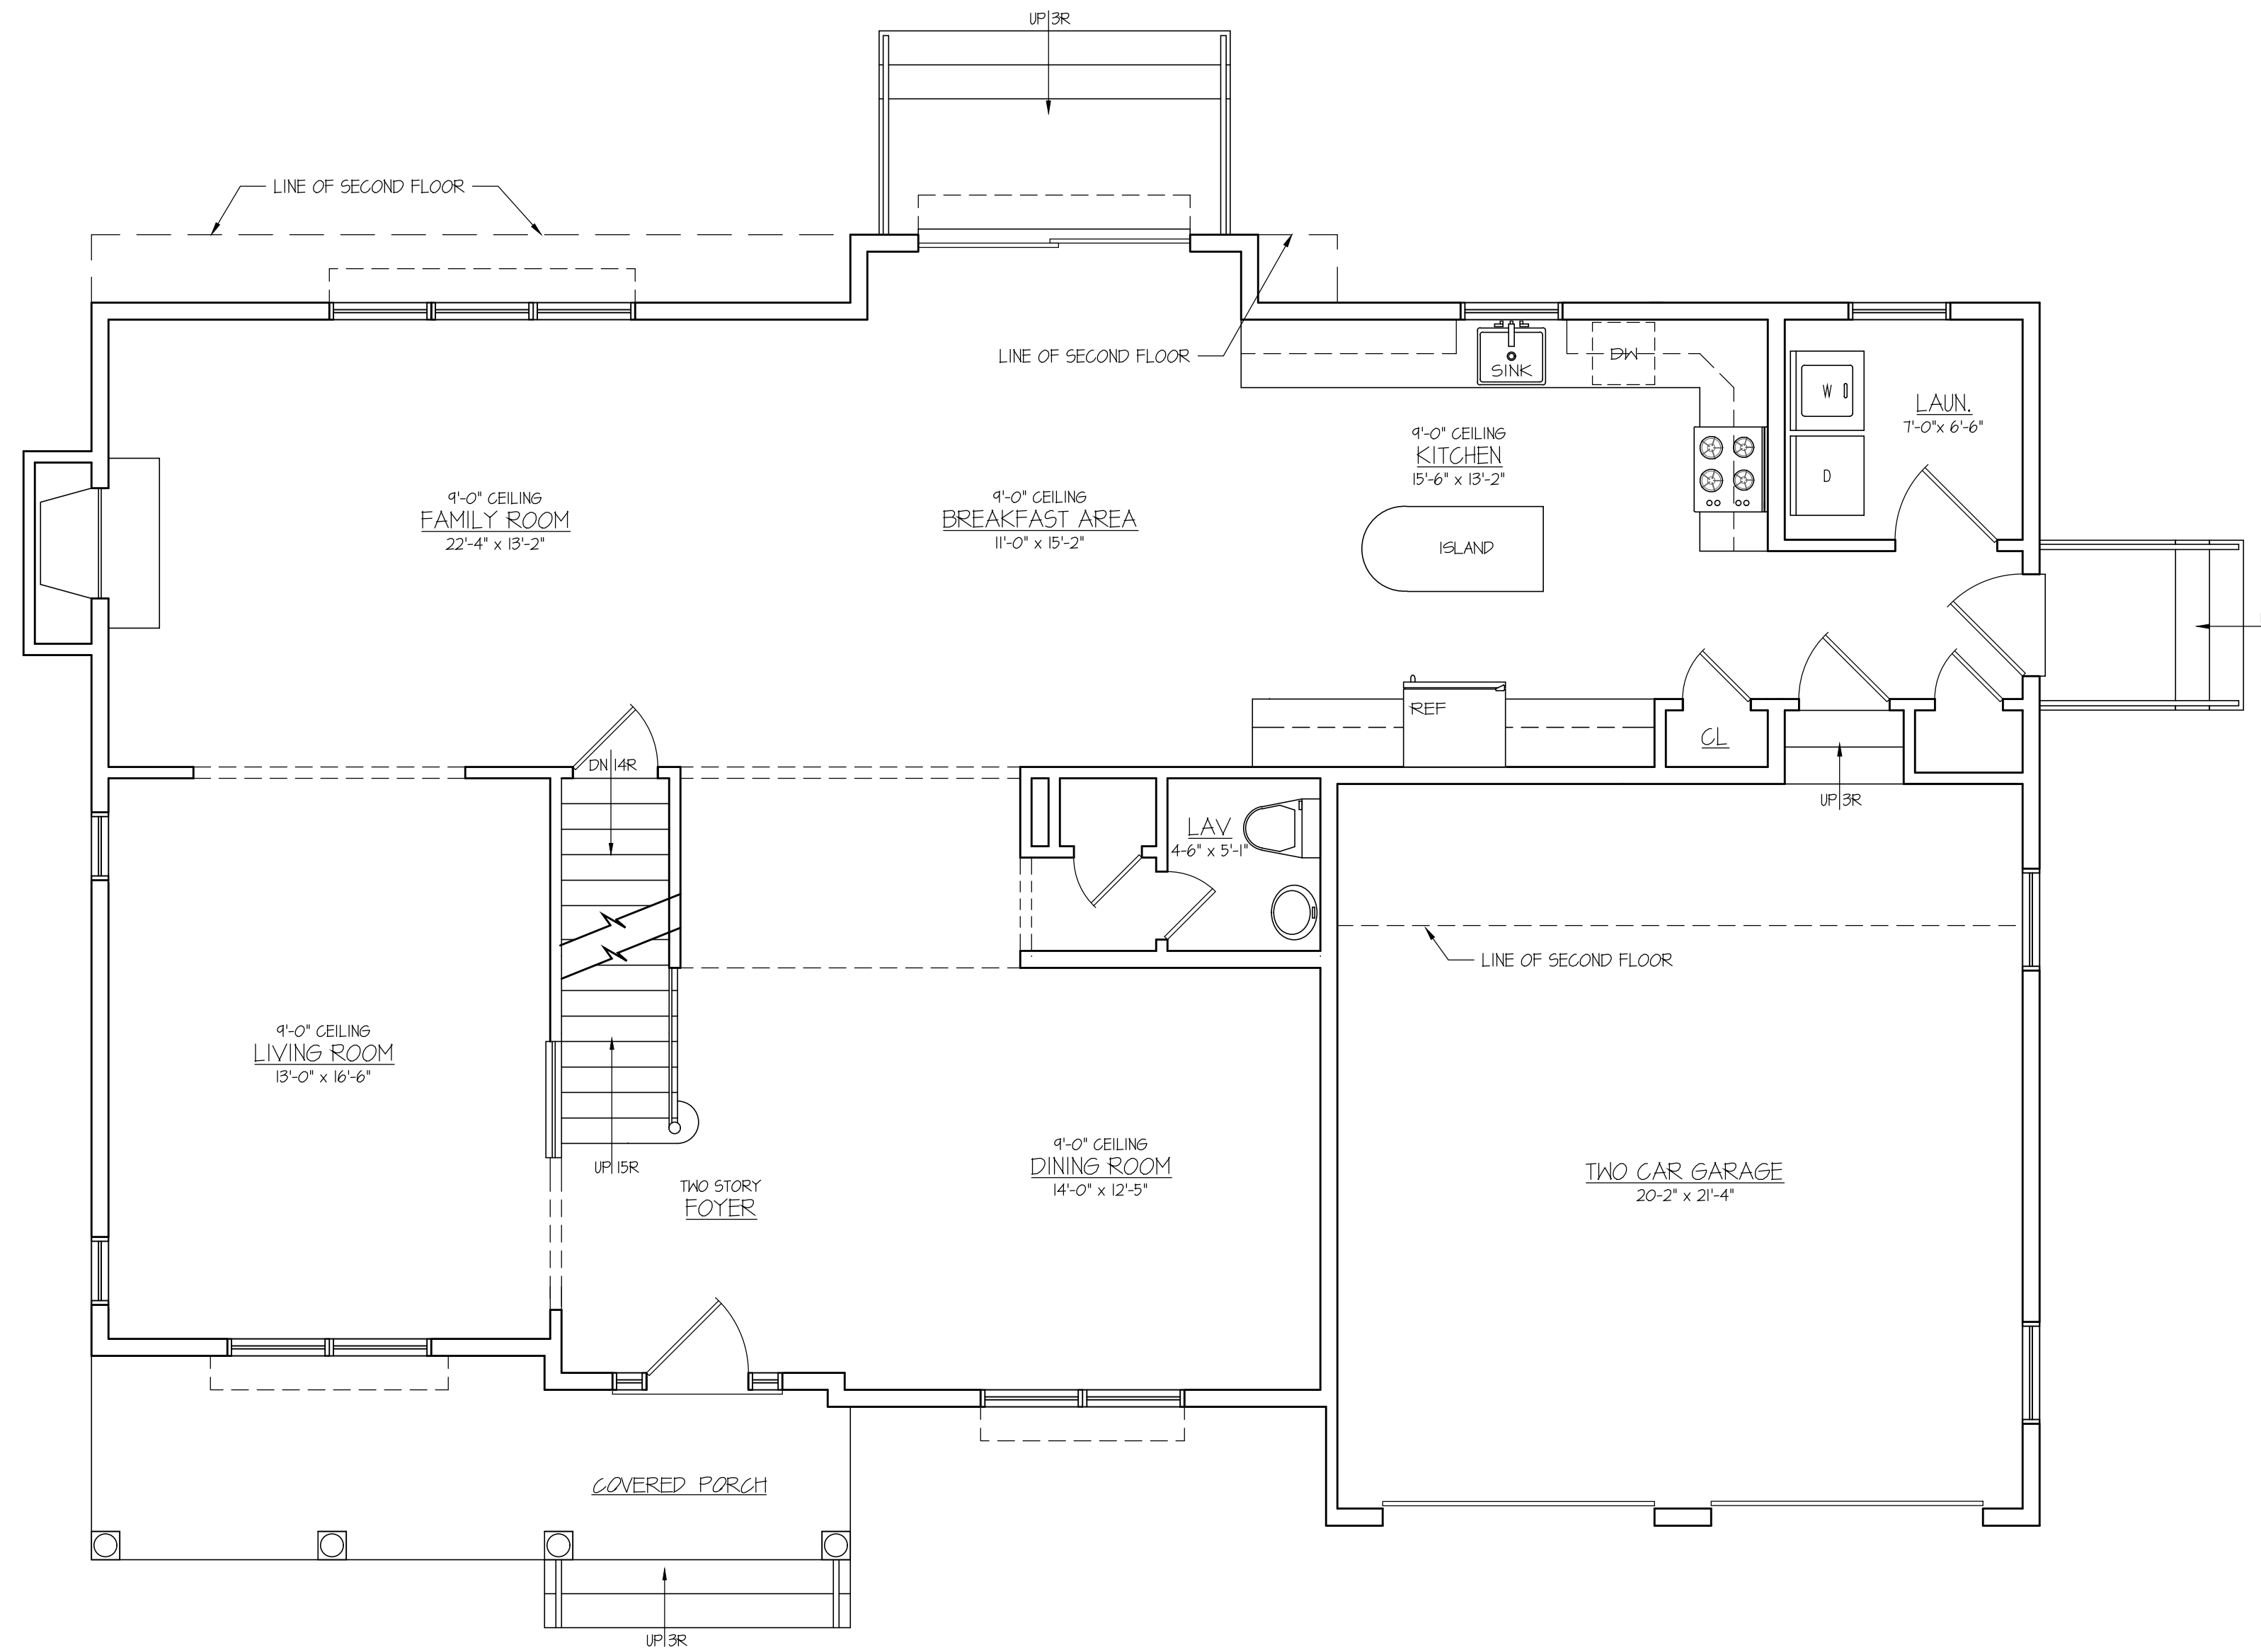 UP 3R
LINE OF SECOND FLOOR
LINE OF SECOND FLOOR
SINK
DW
W
D
LAUN.
7'-0"x 6'-6"
9'-0" CEILING
KITCHEN
15'-6" x 13'-2"
9'-0" CEILING
FAMILY ROOM
22'-4" x 13'-2"
9'-0" CEILING
BREAKFAST AREA
11'-0" x 15'-2"
ISLAND
REF
CL
DN 14R
UP 3R
LAV
4-6" x 5'-1"
LINE OF SECOND FLOOR
9'-0" CEILING
LIVING ROOM
13'-0" x 16'-6"
UP 15R
TWO STORY
FOYER
9'-0" CEILING
DINING ROOM
14'-0" x 12'-5"
TWO CAR GARAGE
20-2" x 21'-4"
COVERED PORCH
UP 3R